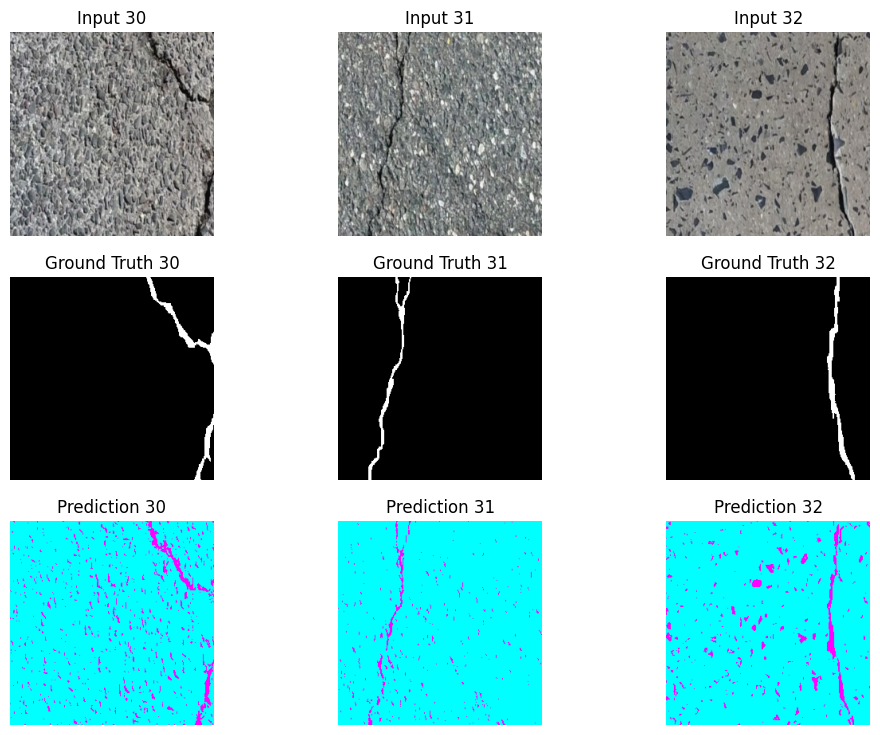 Input 30
Input 31
Input 32
Ground Truth 30
Ground Truth 31
Ground Truth 32
Prediction 30
Prediction 31
Prediction 32